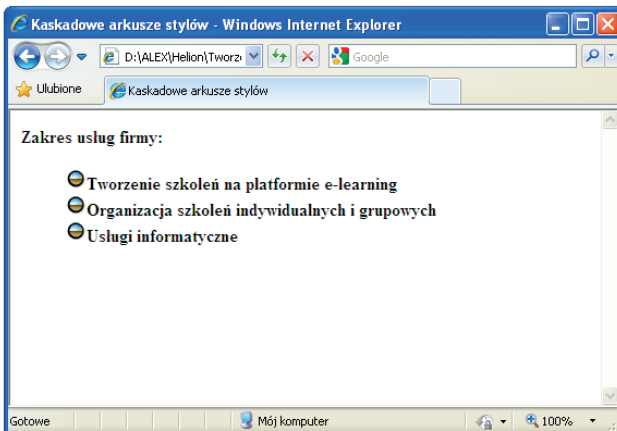 Kaskadowe arkusze stylów - Windows Internet Explorer
D:\ALEX\Helion\Tworz
Google
Ulubione
Kaskadowe arkusze stylów
Zakres usług firmy:
Tworzenie szkoleń na platformie e-learning
Organizacja szkoleń indywidualnych i grupowych
Usługi informatyczne
Gotowe
Mój komputer
100%